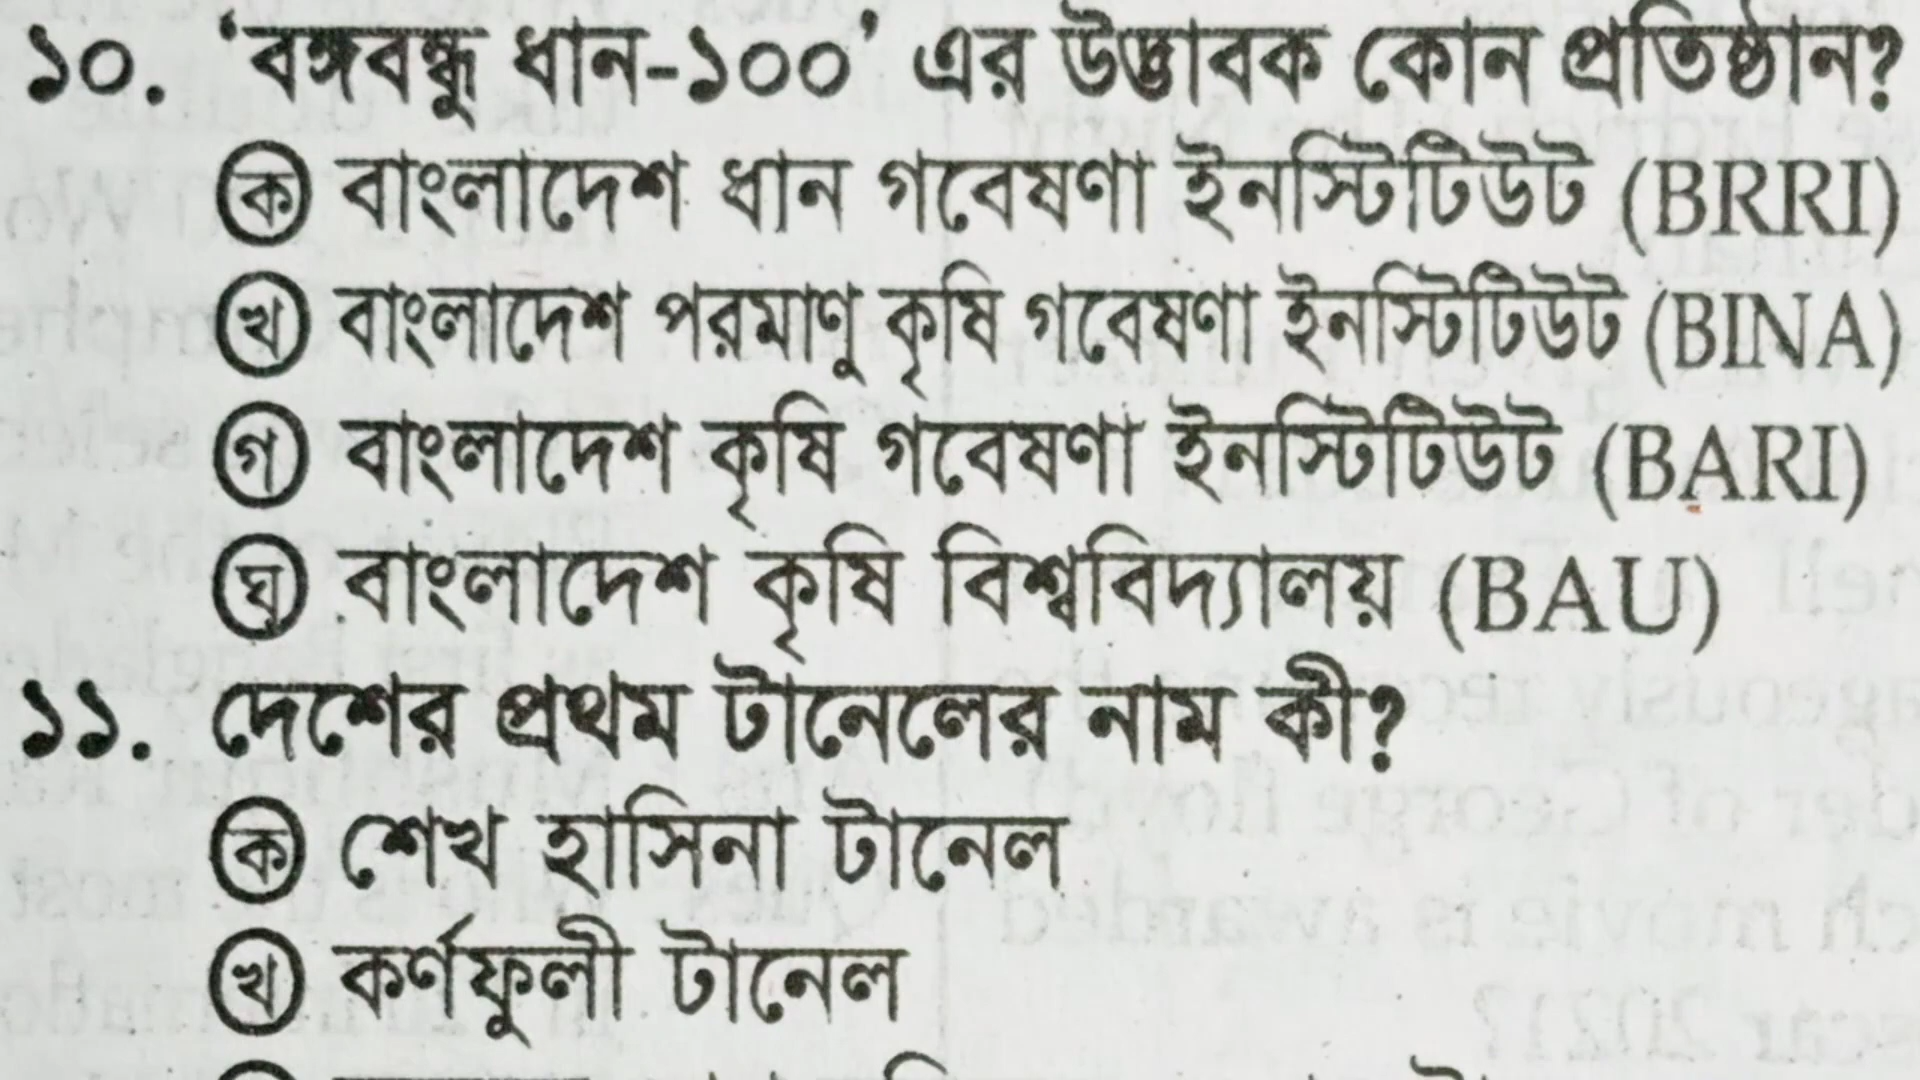 ১০. ‘বঙ্গবন্ধু ধান-১০০’ এর উদ্ভাবক কোন প্রতিষ্ঠান?
ক বাংলাদেশ ধান গবেষণা ইনস্টিটিউট (BRRI)
খ বাংলাদেশ পরমাণু কৃষি গবেষণা ইনস্টিটিউট (BINA)
গ বাংলাদেশ কৃষি গবেষণা ইনস্টিটিউট (BARI)
ঘ বাংলাদেশ কৃষি বিশ্ববিদ্যালয় (BAU)
১১. দেশের প্রথম টানেলের নাম কী?
ক শেখ হাসিনা টানেল
খ কর্ণফুলী টানেল